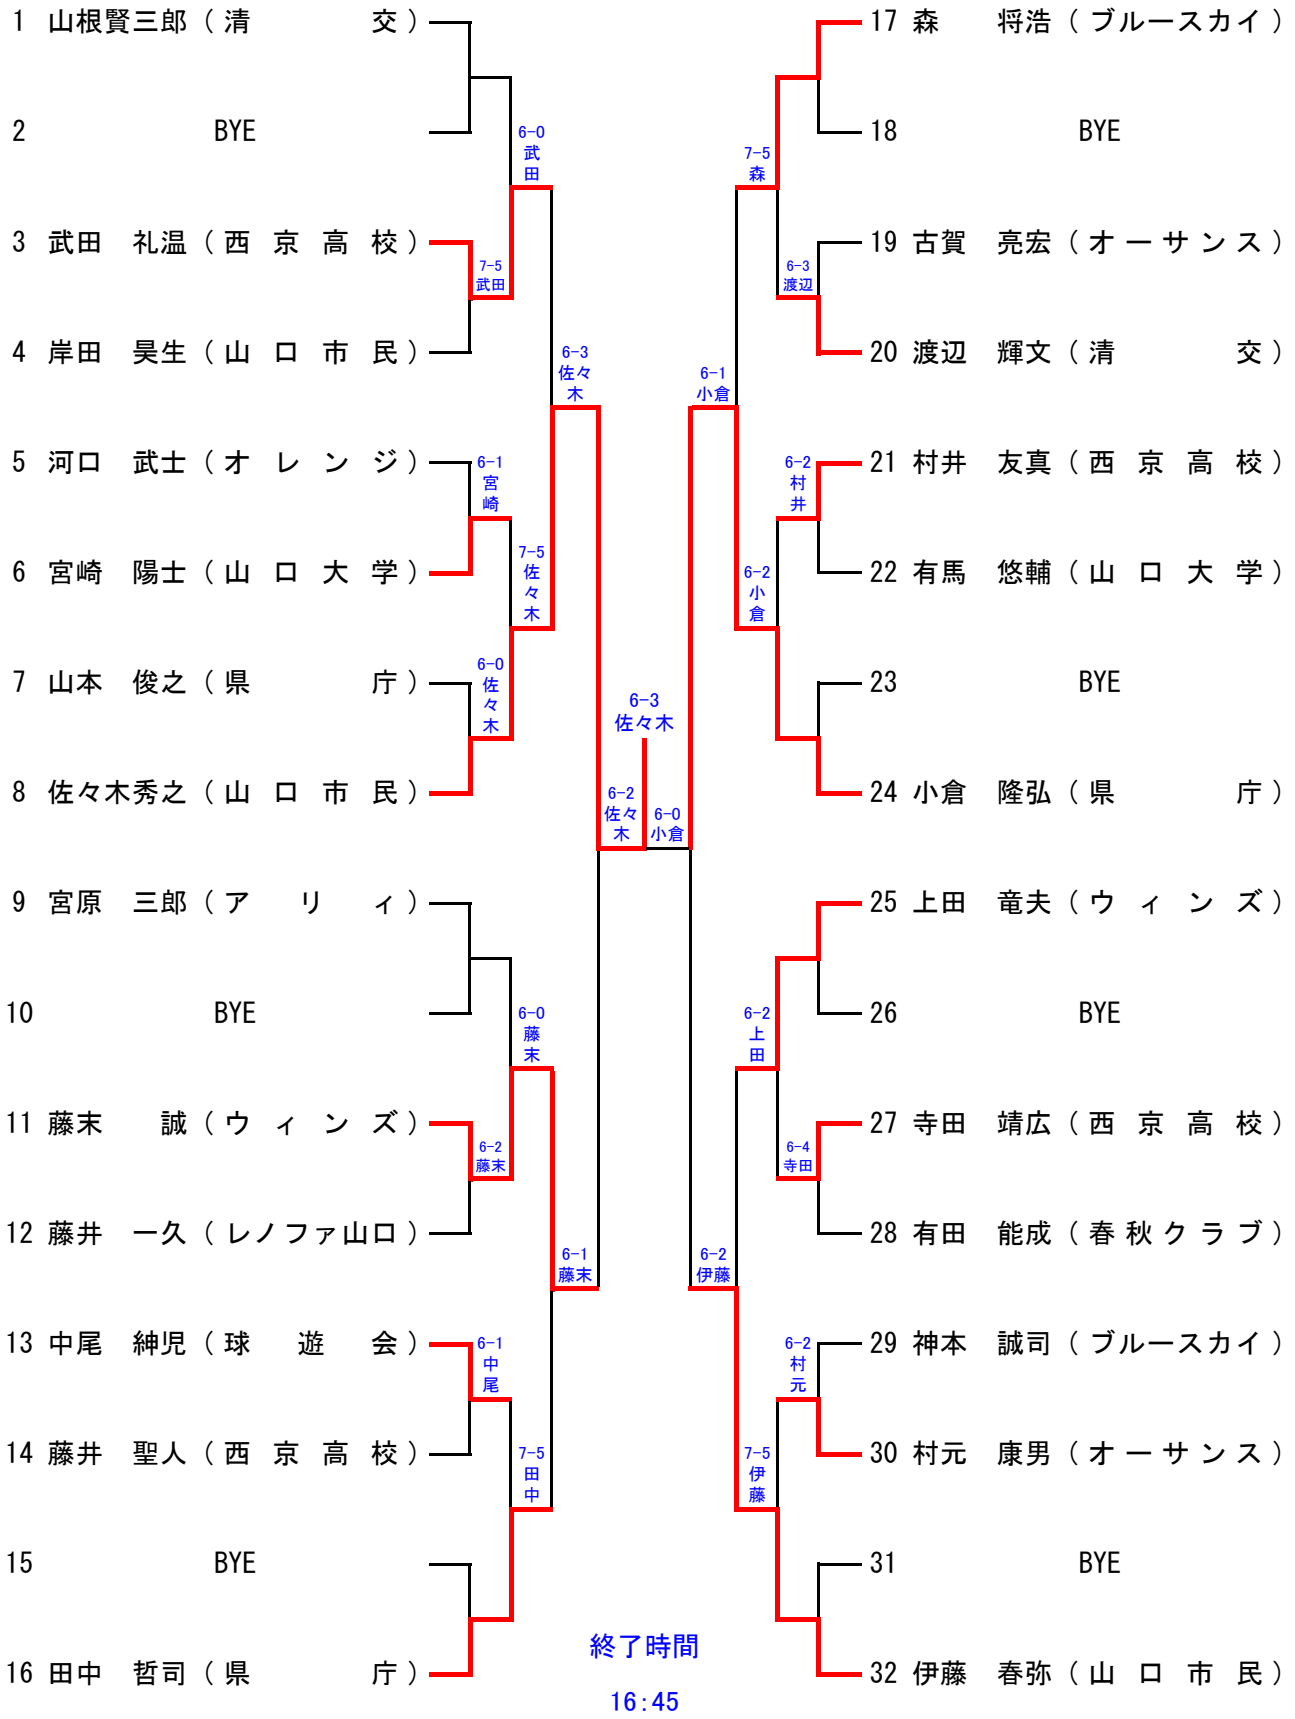 1 山根賢三郎（清　　交）
2 BYE
6-0
武
田
3 武田　礼温（西京高校）
7-5
武田
4 岸田　昊生（山口市民）
6-3
佐々
木
5 河口　武士（オレンジ）
6-1
宮
崎
6 宮崎　陽士（山口大学）
7-5
佐
々
木
7 山本　俊之（県　　庁）
6-0
佐
々
木
8 佐々木秀之（山口市民）
6-2
佐々
木
9 宮原　三郎（アリィ）
10 BYE
6-0
藤
末
11 藤末　誠（ウィンズ）
6-2
藤末
12 藤井　一久（レノファ山口）
6-1
藤末
13 中尾　紳児（球遊会）
6-1
中
尾
14 藤井　聖人（西京高校）
7-5
田
中
15 BYE
16 田中　哲司（県　　庁）
6-3
佐々木
17 森　将浩（ブルースカイ）
18 BYE
7-5
森
19 古賀　亮宏（オーサンス）
6-3
渡辺
20 渡辺　輝文（清　　交）
6-1
小倉
21 村井　友真（西京高校）
6-2
村
井
22 有馬　悠輔（山口大学）
6-2
小
倉
23 BYE
24 小倉　隆弘（県　　庁）
6-0
小倉
25 上田　竜夫（ウィンズ）
26 BYE
6-2
上
田
27 寺田　靖広（西京高校）
6-4
寺田
28 有田　能成（春秋クラブ）
6-2
伊藤
29 神本　誠司（ブルースカイ）
6-2
村
元
30 村元　康男（オーサンス）
7-5
伊
藤
31 BYE
32 伊藤　春弥（山口市民）
終了時間
16:45